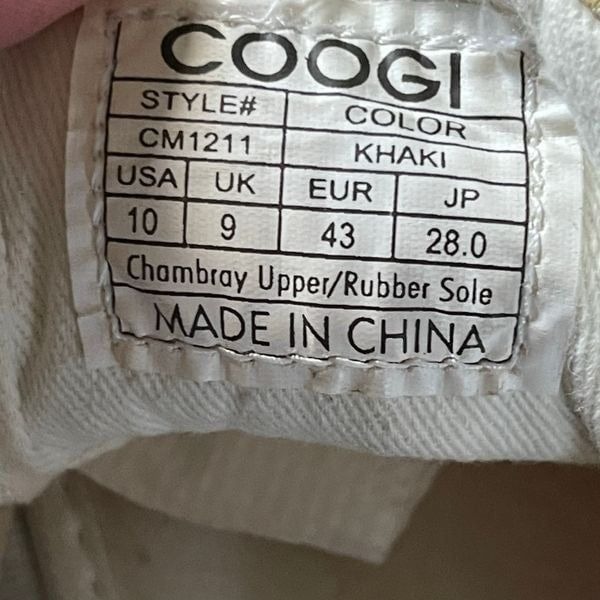 COOGI
STYLE# COLOR
CM1211 KHAKI
USA UK EUR JP
10 9 43 28.0
Chambray Upper/Rubber Sole
MADE IN CHINA